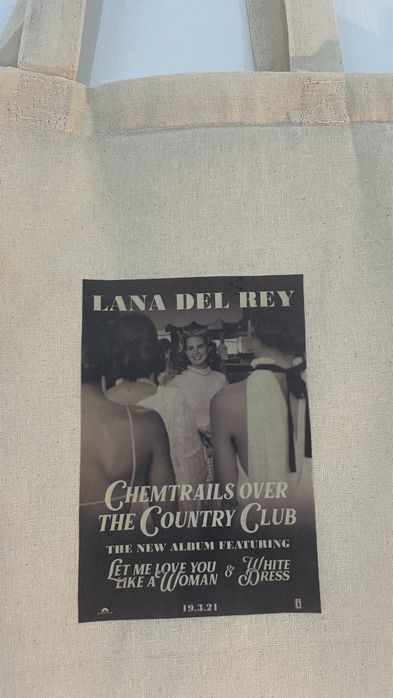 LANA DEL REY
CHEMTRAILS OVER
THE COUNTRY CLUB
THE NEW ALBUM FEATURING
LET ME LOVE YOU
LIKE A WOMAN & WHITE
DRESS
19.3.21